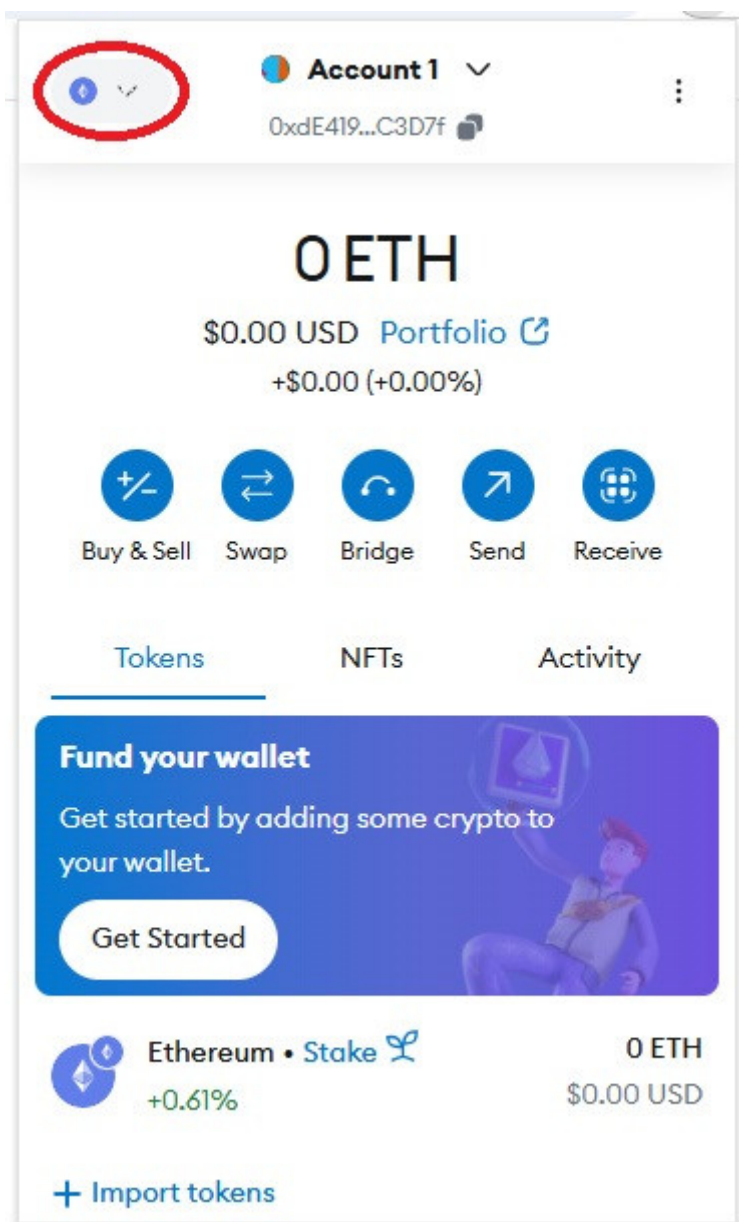 Account 1
0xdE419...C3D7f
0 ETH
$0.00 USD Portfolio
+$0.00 (+0.00%)
Buy & Sell Swap Bridge Send Receive
Tokens NFTs Activity
Fund your wallet
Get started by adding some crypto to
your wallet.
Get Started
Ethereum • Stake 0 ETH
+0.61% $0.00 USD
+ Import tokens